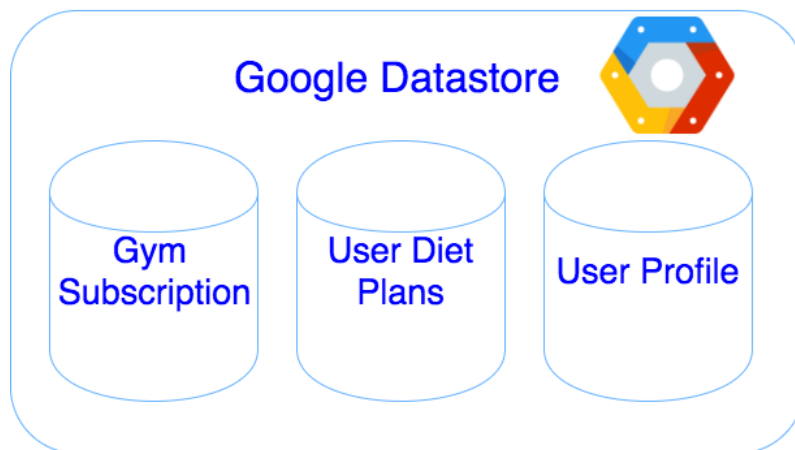 Google Datastore
Gym
Subscription
User Diet
Plans
User Profile